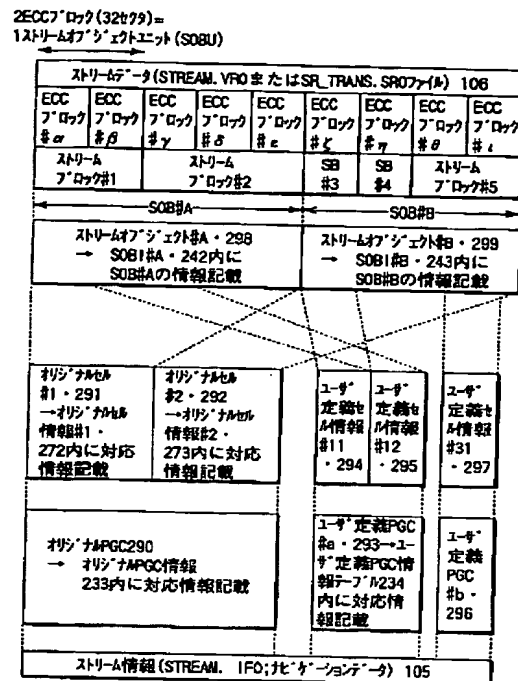 2ECCブロック(32セクタ)=
1ストリームオブジェクトユニット(SOBU)
ストリームデータ(STREAM. VROまたはSR_TRANS. SROファイル) 106
ECC
ブロック
#α
ECC
ブロック
#β
ECC
ブロック
#γ
ECC
ブロック
#δ
ECC
ブロック
#ε
ECC
ブロック
#ζ
ECC
ブロック
#η
ECC
ブロック
#θ
ECC
ブロック
#ι
ストリーム
ブロック#1
ストリーム
ブロック#2
SB
#3
SB
#4
ストリーム
ブロック#5
SOB#A
SOB#B
ストリームオブジェクト#A・298
→ SOBI#A・242内に
SOB#Aの情報記載
ストリームオブジェクト#B・299
→ SOBI#B・243内に
SOB#Bの情報記載
オリジナルセル
#1・291
→オリジナルセル
情報#1・
272内に対応
情報記載
オリジナルセル
#2・292
→オリジナルセル
情報#2・
273内に対応
情報記載
ユーザ
定義セ
ル情報
#11
・294
ユーザ
定義セ
ル情報
#12
・295
ユーザ
定義セ
ル情報
#31
・297
オリジナルPGC290
→ オリジナルPGC情報
233内に対応情報記載
ユーザ定義PGC
#a・293→ユー
ザ定義PGC情
報テーブル234
内に対応情
報記載
ユーザ
定義
PGC
#b・
296
ストリーム情報(STREAM. IFO;ナビゲーションデータ) 105